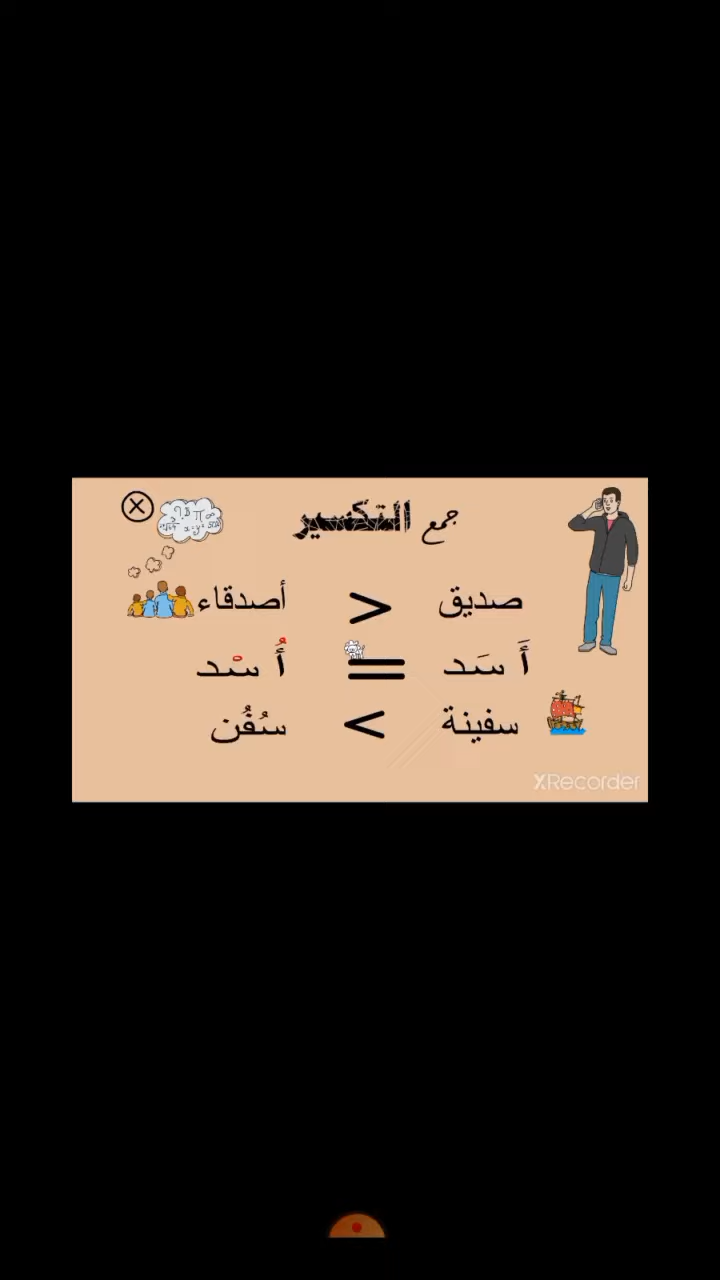 جمع التكسير
صديق > أصدقاء
أَ سَد = أُ سْد
سفينة < سُفُن
XRecorder